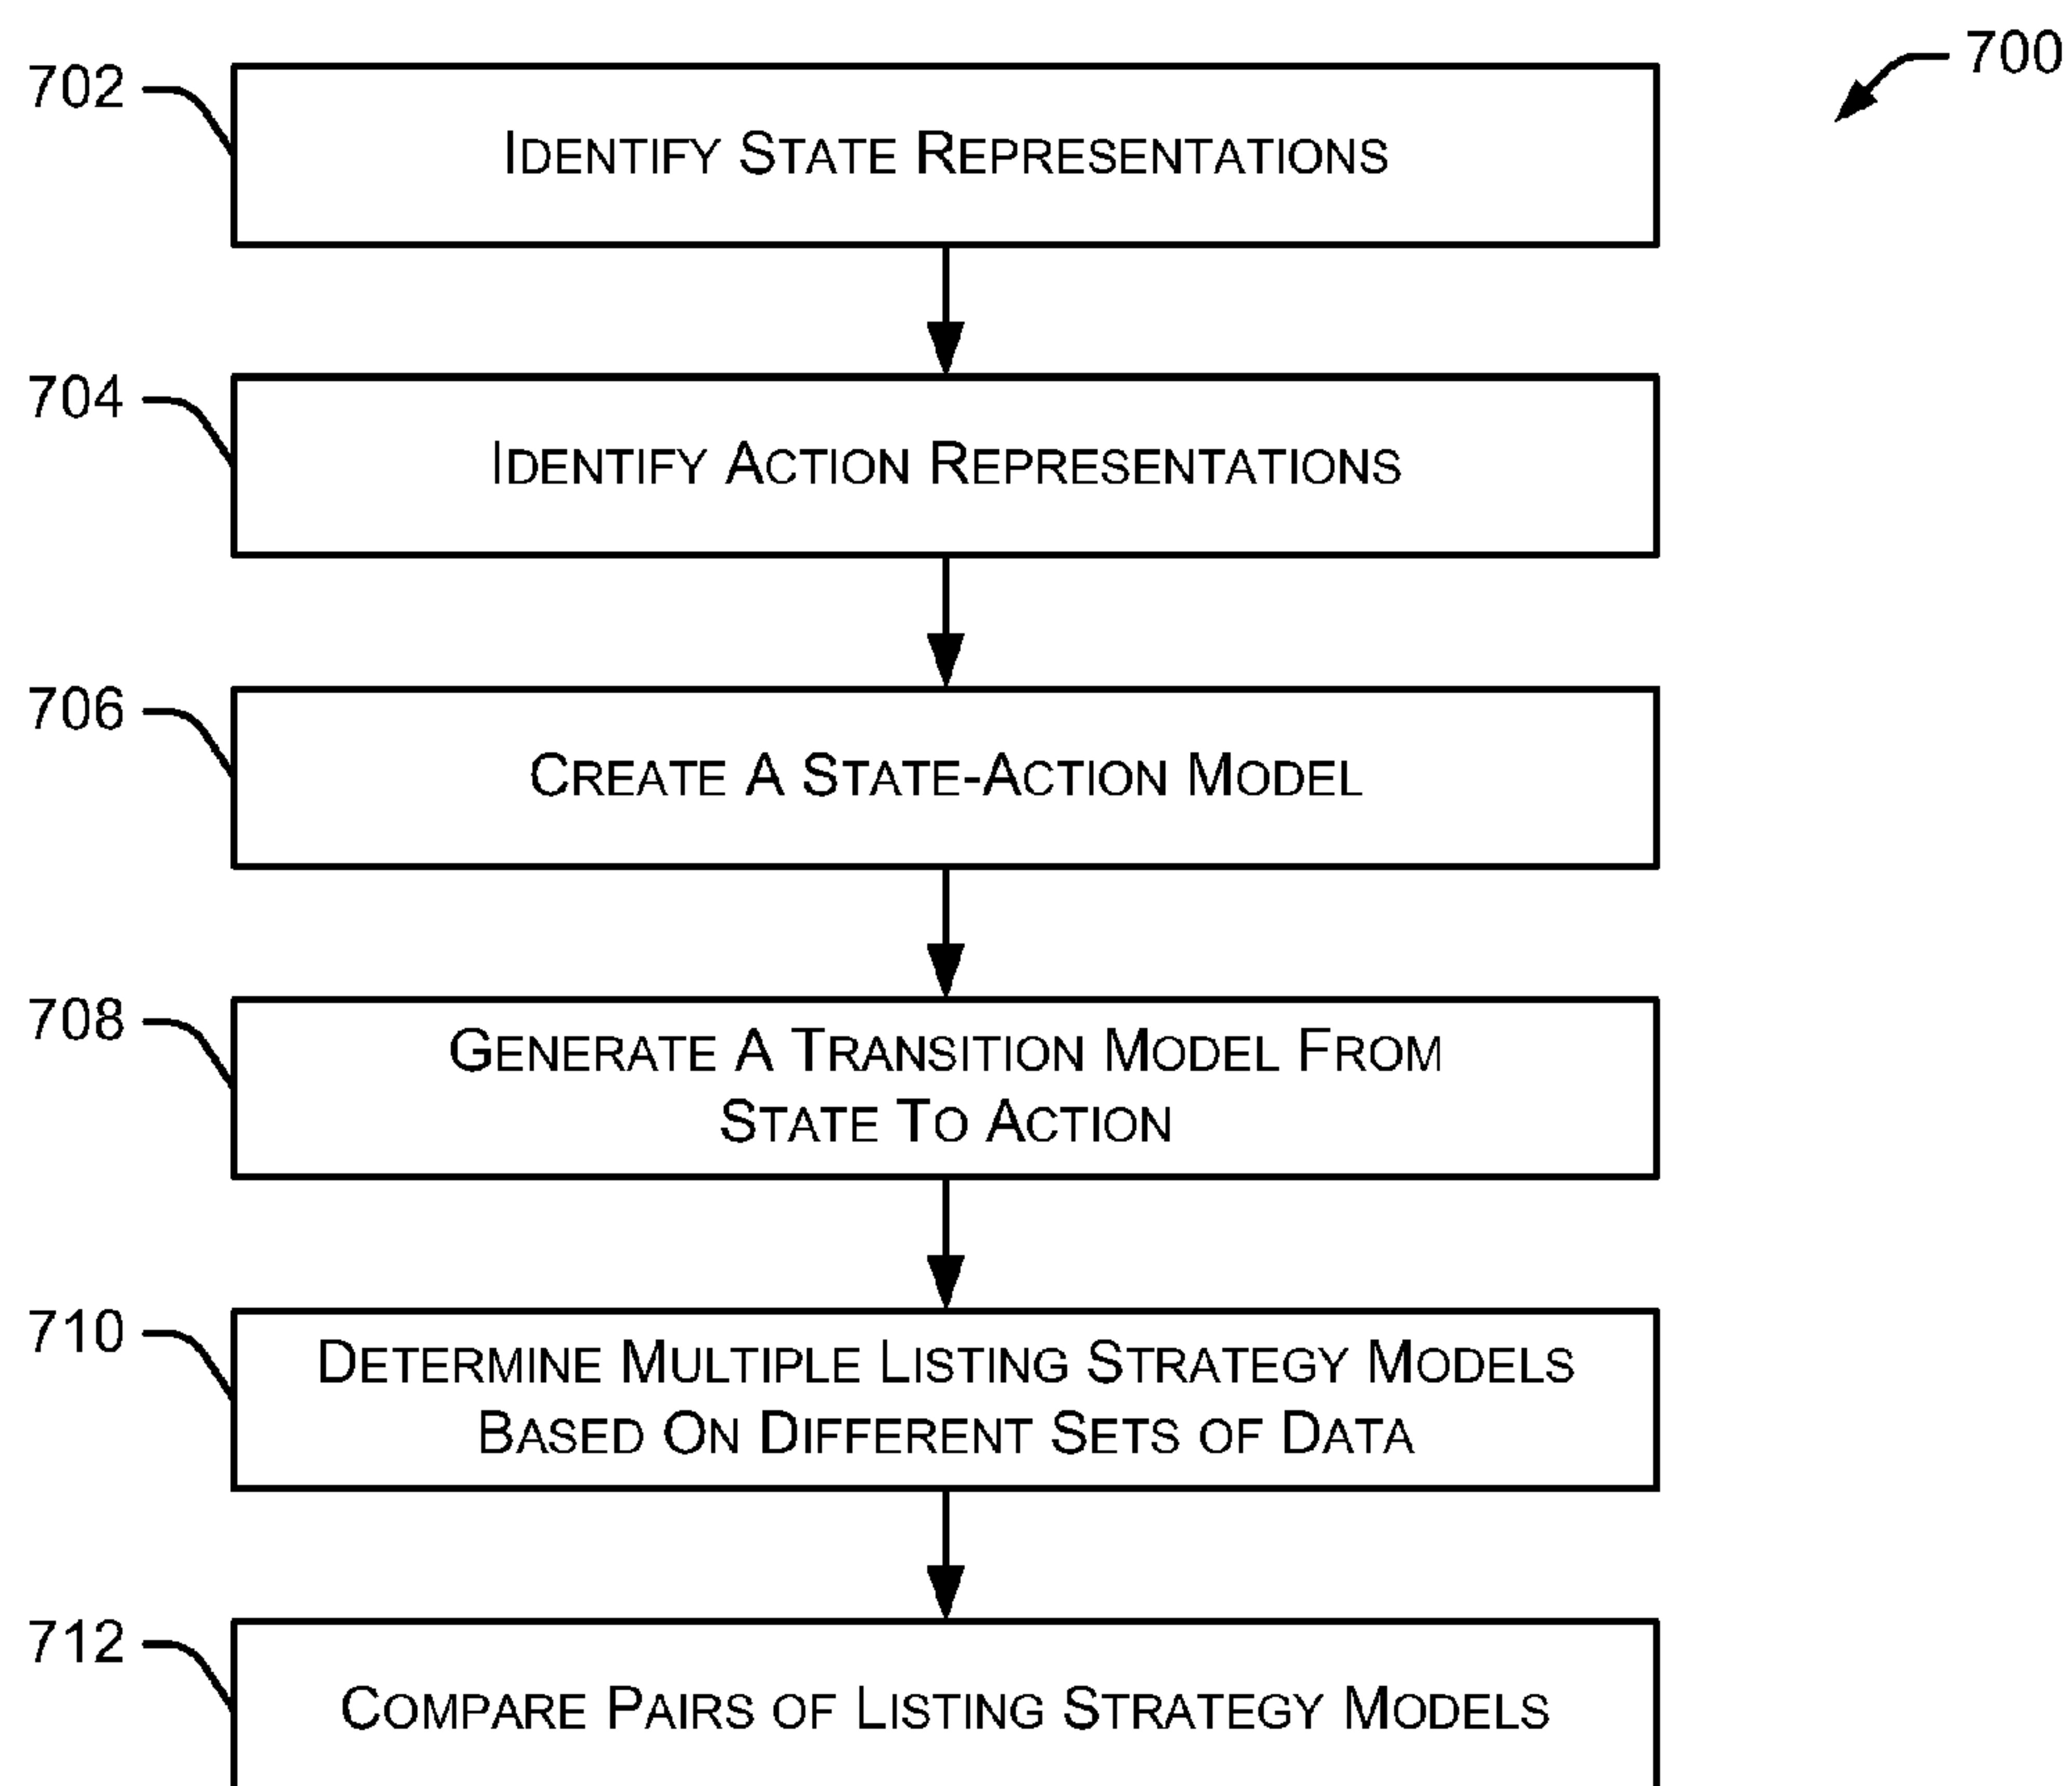 700
702
IDENTIFY STATE REPRESENTATIONS
704
IDENTIFY ACTION REPRESENTATIONS
706
CREATE A STATE-ACTION MODEL
708
GENERATE A TRANSITION MODEL FROM
STATE TO ACTION
710
DETERMINE MULTIPLE LISTING STRATEGY MODELS
BASED ON DIFFERENT SETS OF DATA
712
COMPARE PAIRS OF LISTING STRATEGY MODELS